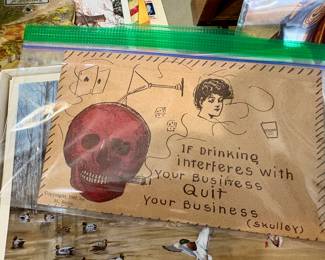 If Drinking
interferes with
your Business
Quit
your Business
(Skulley)